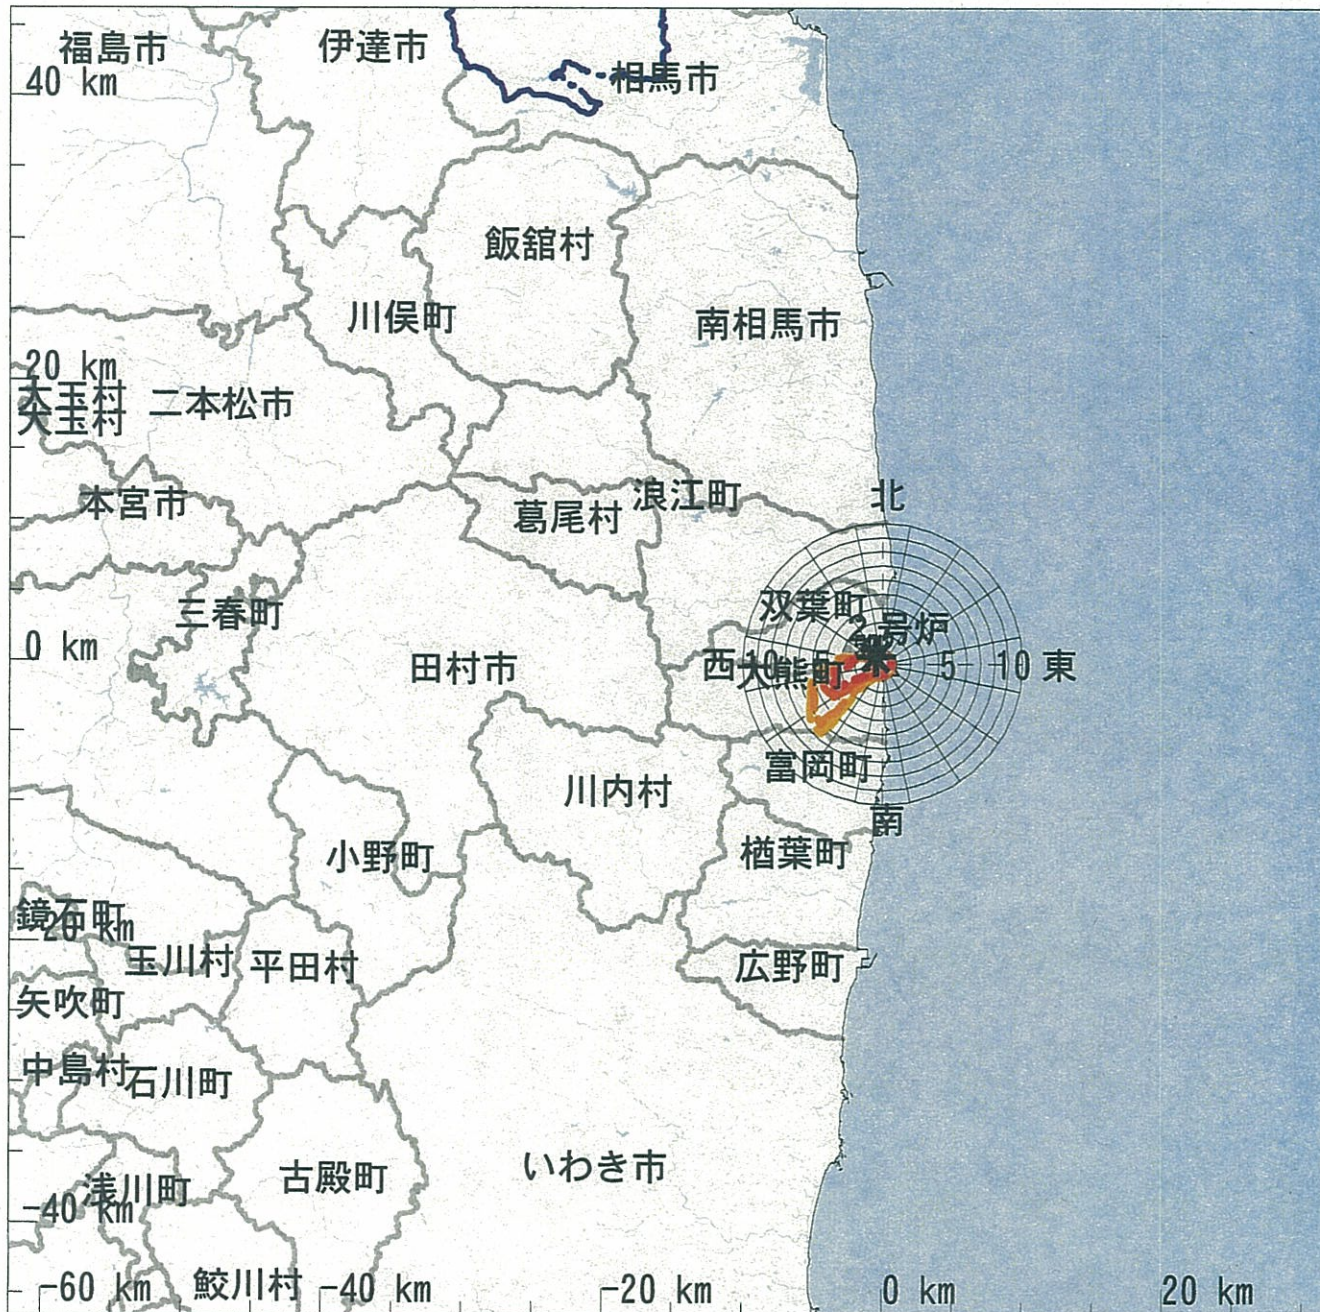 福島市
伊達市
相馬市
40 km
飯舘村
川俣町
南相馬市
20 km
大玉村
二本松市
大玉村
本宮市
葛尾村
浪江町
北
三春町
双葉町
2号炉
0 km
田村市
西
10
5
大熊町
5
10
東
富岡町
川内村
南
小野町
楢葉町
鏡石町
-20 km
玉川村
平田村
広野町
矢吹町
中島村
石川町
いわき市
浅川町
古殿町
-40 km
-60 km
鮫川村
-40 km
-20 km
0 km
20 km